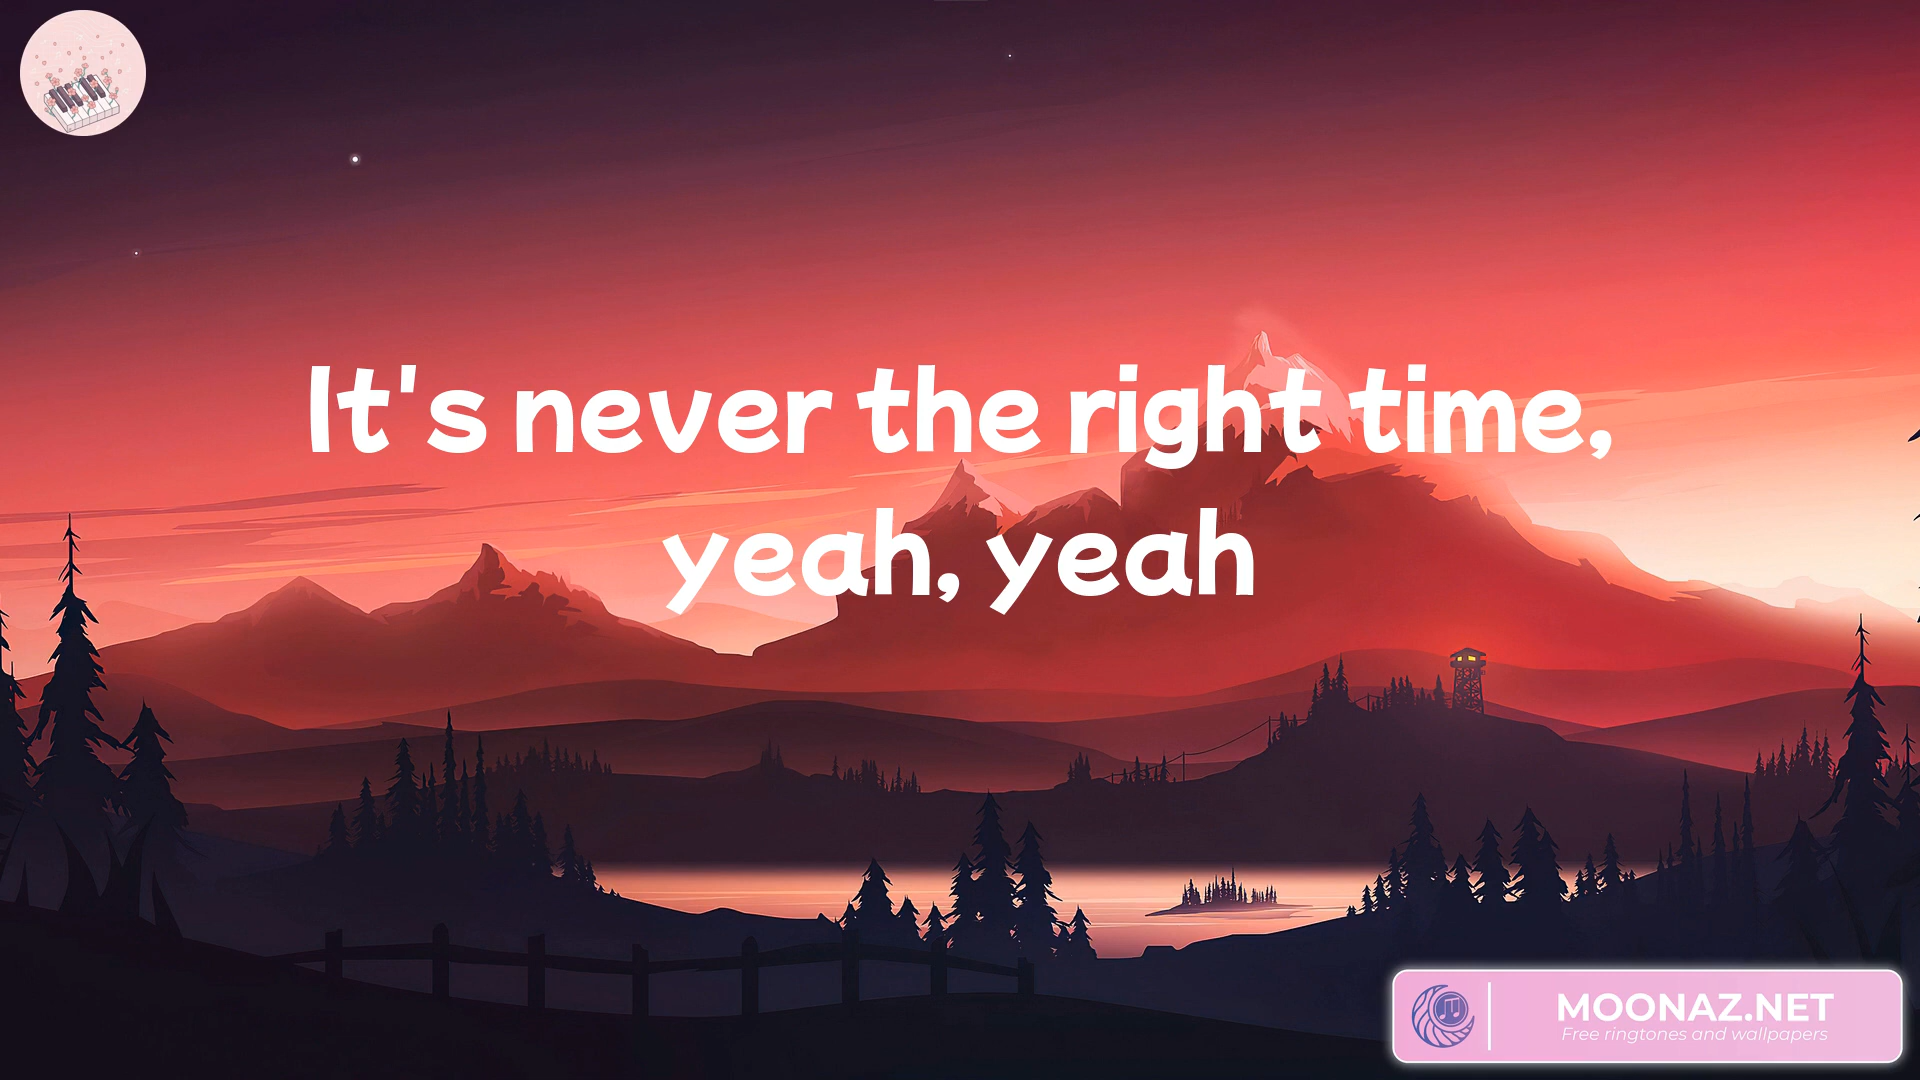 It's never the right time,
yeah, yeah
MOONAZ.NET
Free ringtones and wallpapers